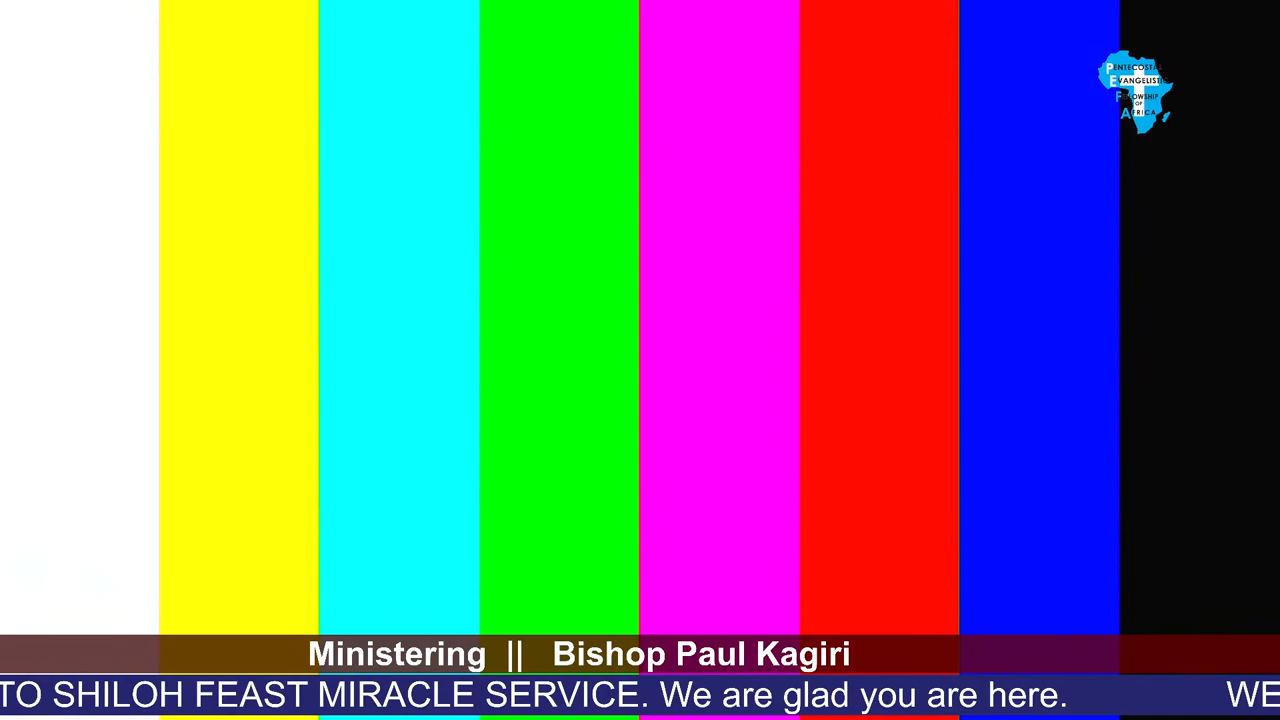 PENTECOSTAL
EVANGELISTIC
FELLOWSHIP
OF
AFRICA
Ministering || Bishop Paul Kagiri
TO SHILOH FEAST MIRACLE SERVICE. We are glad you are here. WE